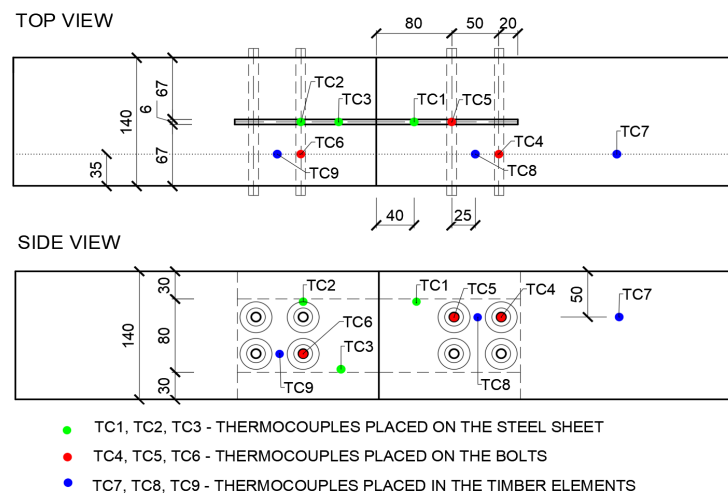 TOP VIEW
80
50
20
TC2
TC3
TC1
TC5
67
6
140
67
35
TC6
TC9
TC4
TC8
TC7
40
25
SIDE VIEW
30
TC2
TC1
TC5
TC4
TC7
50
140
80
TC6
TC3
TC9
TC8
30
TC1, TC2, TC3 - THERMOCOUPLES PLACED ON THE STEEL SHEET
TC4, TC5, TC6 - THERMOCOUPLES PLACED ON THE BOLTS
TC7, TC8, TC9 - THERMOCOUPLES PLACED IN THE TIMBER ELEMENTS